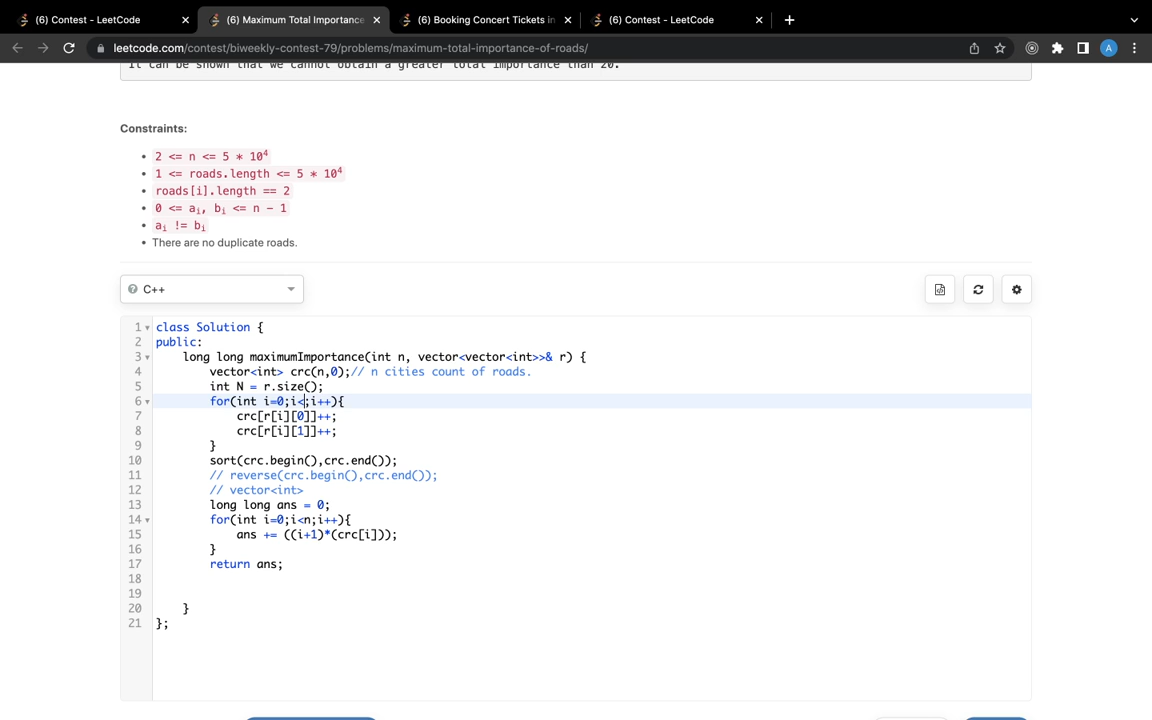 (6) Contest - LeetCode
(6) Maximum Total Importance
(6) Booking Concert Tickets in
(6) Contest - LeetCode
leetcode.com/contest/biweekly-contest-79/problems/maximum-total-importance-of-roads/
A
It can be shown that we cannot obtain a greater total importance than 20.
Constraints:
• 2 <= n <= 5 * 10⁴
• 1 <= roads.length <= 5 * 10⁴
• roads[i].length == 2
• 0 <= aᵢ, bᵢ <= n - 1
• aᵢ != bᵢ
• There are no duplicate roads.
C++
1 class Solution {
2 public:
3     long long maximumImportance(int n, vector<vector<int>>& r) {
4         vector<int> crc(n,0);// n cities count of roads.
5         int N = r.size();
6         for(int i=0;i<;i++){
7             crc[r[i][0]]++;
8             crc[r[i][1]]++;
9         }
10         sort(crc.begin(),crc.end());
11         // reverse(crc.begin(),crc.end());
12         // vector<int>
13         long long ans = 0;
14         for(int i=0;i<n;i++){
15             ans += ((i+1)*(crc[i]));
16         }
17         return ans;
18
19
20     }
21 };